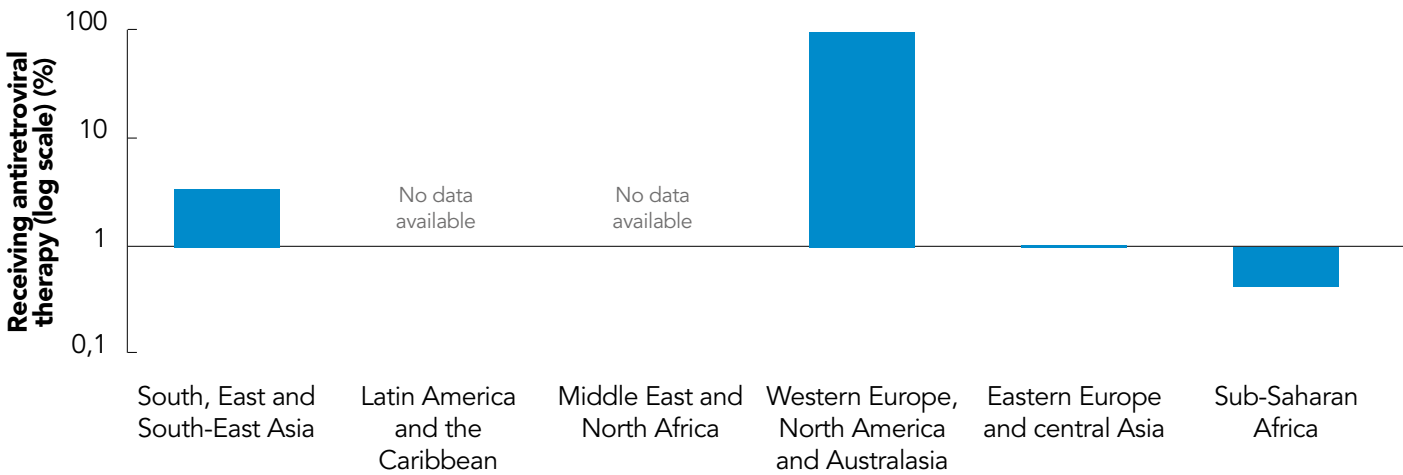 Receiving antiretroviral
therapy (log scale) (%)
100
10
1
0,1
No data
available
No data
available
South, East and
South-East Asia
Latin America
and the
Caribbean
Middle East and
North Africa
Western Europe,
North America
and Australasia
Eastern Europe
and central Asia
Sub-Saharan
Africa